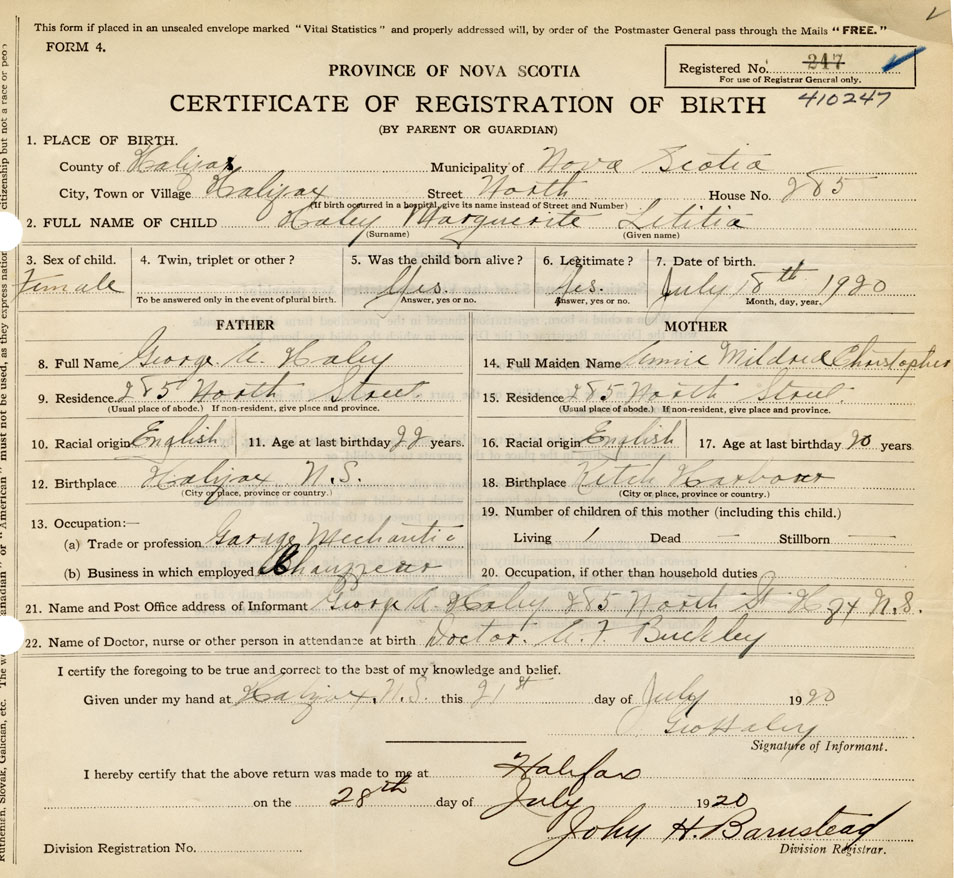 This form if placed in an unsealed envelope marked "Vital Statistics" and properly addressed will, by order of the Postmaster General pass through the Mails "FREE."
FORM 4.
PROVINCE OF NOVA SCOTIA
Registered No. 247
For use of Registrar General only.
410247
CERTIFICATE OF REGISTRATION OF BIRTH
(BY PARENT OR GUARDIAN)
1. PLACE OF BIRTH.
County of Halifax Municipality of Nova Scotia
City, Town or Village Halifax Street North House No. 285
(If birth occurred in a hospital, give its name instead of Street and Number)
2. FULL NAME OF CHILD Haley Marguerite Letitia
(Surname) (Given name)
3. Sex of child. 4. Twin, triplet or other? 5. Was the child born alive? 6. Legitimate? 7. Date of birth.
Female Yes. Yes. July 18th 1920
To be answered only in the event of plural birth. Answer, yes or no. Answer, yes or no. Month, day, year.
FATHER MOTHER
8. Full Name George A. Haley 14. Full Maiden Name Annie Mildred Christopher
9. Residence 285 North Street. 15. Residence 285 North Street.
(Usual place of abode.) If non-resident, give place and province. (Usual place of abode.) If non-resident, give place and province.
10. Racial origin English 11. Age at last birthday 22 years. 16. Racial origin English 17. Age at last birthday 20 years
12. Birthplace Halifax N.S. 18. Birthplace Ketch Harbour
(City or place, province or country.) (City or place, province or country.)
13. Occupation:— 19. Number of children of this mother (including this child.)
(a) Trade or profession Garage Mechantic Living 1 Dead — Stillborn —
(b) Business in which employed 20. Occupation, if other than household duties
21. Name and Post Office address of Informant George A Haley 285 North St Hfx N.S.
22. Name of Doctor, nurse or other person in attendance at birth Doctor. Buckley
I certify the foregoing to be true and correct to the best of my knowledge and belief.
Given under my hand at Halifax, N.S. this 21st day of July 1920
Geo Haley
Signature of Informant.
I hereby certify that the above return was made to me at Halifax
on the 28th day of July 1920
John H. Barnstead
Division Registration No. Division Registrar.